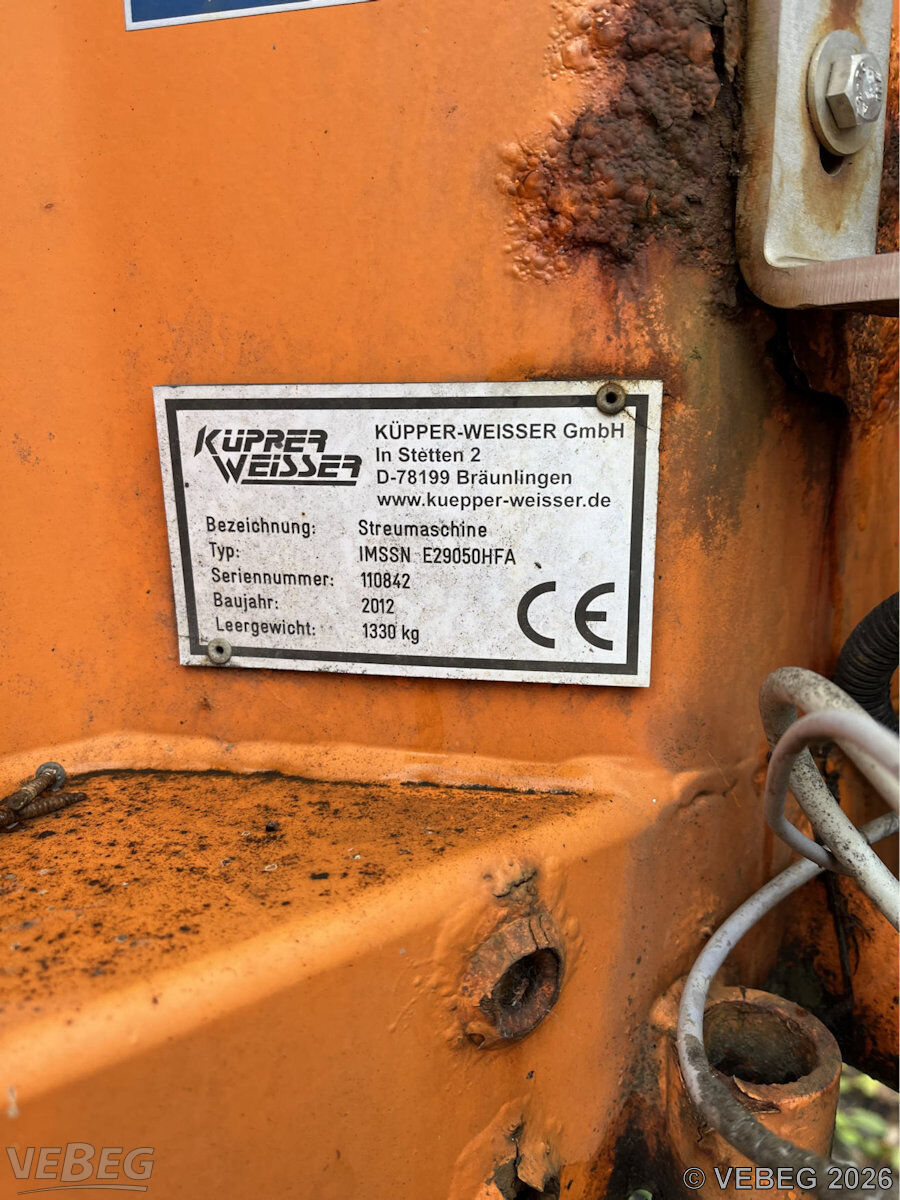 KÜPPER
WEISSER
KÜPPER-WEISSER GmbH
In Stetten 2
D-78199 Bräunlingen
www.kuepper-weisser.de
Bezeichnung: Streumaschine
Typ: IMSSN E29050HFA
Seriennummer: 110842
Baujahr: 2012
Leergewicht: 1330 kg
CE
VEBEG
© VEBEG 2026